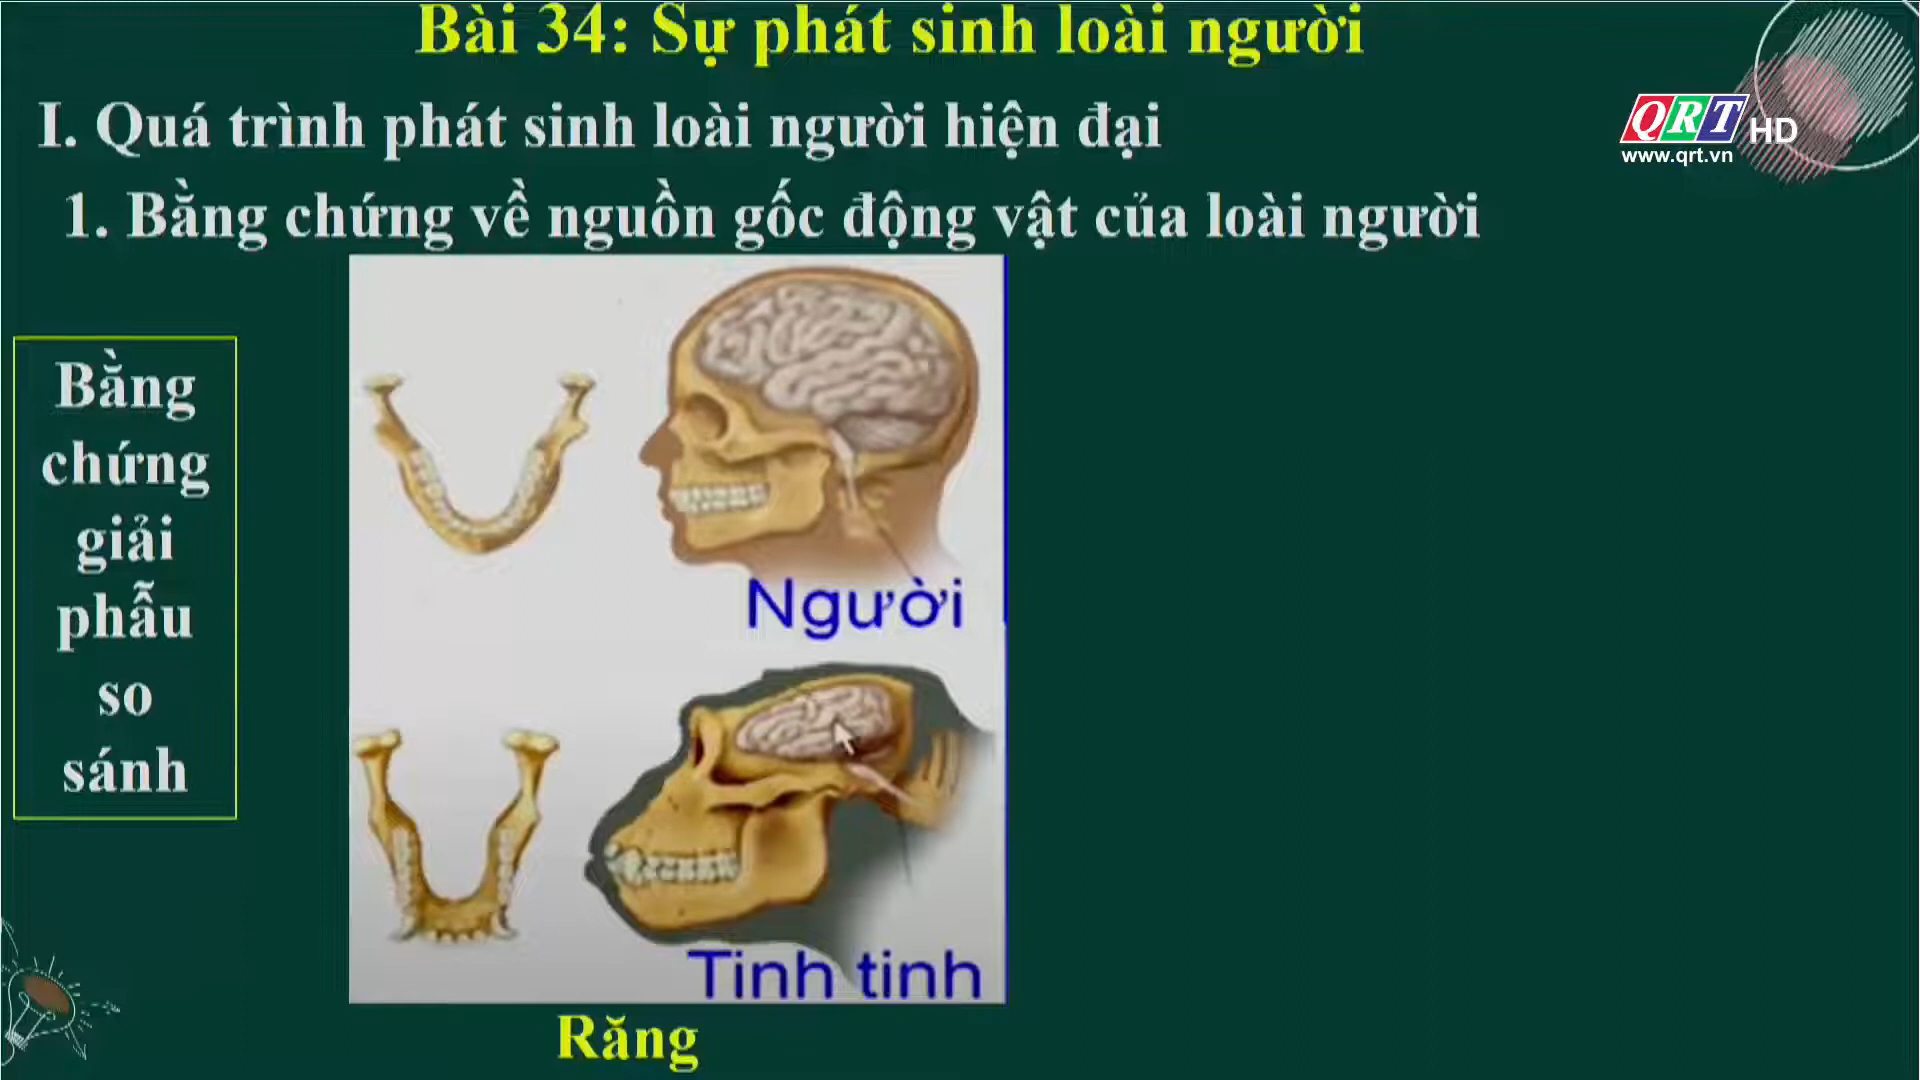 Bài 34: Sự phát sinh loài người
I. Quá trình phát sinh loài người hiện đại
QRT HD
www.qrt.vn
1. Bằng chứng về nguồn gốc động vật của loài người
Bằng
chứng
giải
phẫu
so
sánh
Người
Tinh tinh
Răng